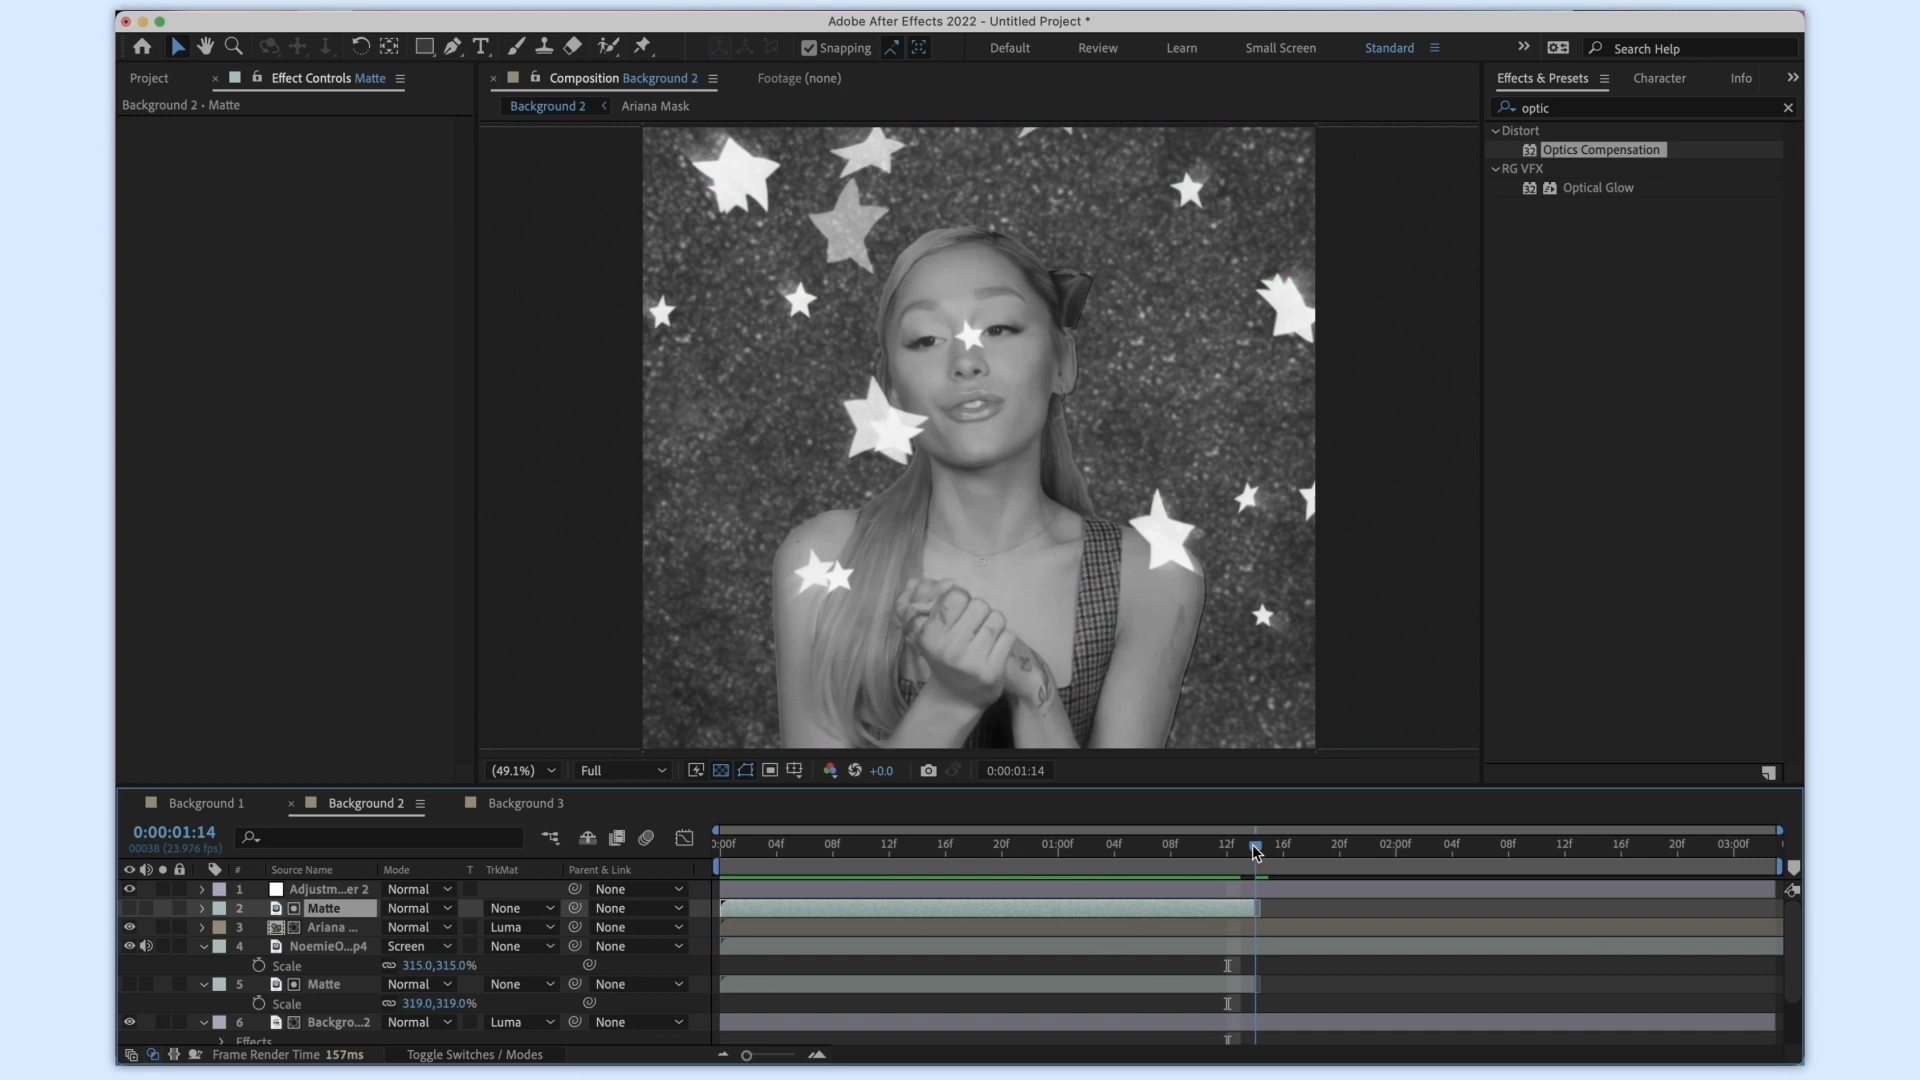 Adobe After Effects 2022 - Untitled Project *
Snapping
Default
Review
Learn
Small Screen
Standard
Search Help
Project
Effect Controls Matte
Composition Background 2
Footage (none)
Effects & Presets
Character
Info
Background 2 • Matte
Background 2
Ariana Mask
optic
Distort
32 Optics Compensation
RG VFX
32 Optical Glow
(49.1%)
Full
+0.0
0:00:01:14
Background 1
Background 2
Background 3
0:00:01:14
00038 (23.976 fps)
0:00f 04f 08f 12f 16f 20f 01:00f 04f 08f 12f 16f 20f 02:00f 04f 08f 12f 16f 20f 03:00f
# Source Name Mode T TrkMat Parent & Link
1 Adjustm...er 2 Normal None
2 Matte Normal None None
3 Ariana ... Normal Luma None
4 NoemieO...p4 Screen None None
Scale 315.0,315.0%
5 Matte Normal None None
Scale 319.0,319.0%
6 Backgro...2 Normal Luma None
Effects
Frame Render Time 157ms
Toggle Switches / Modes